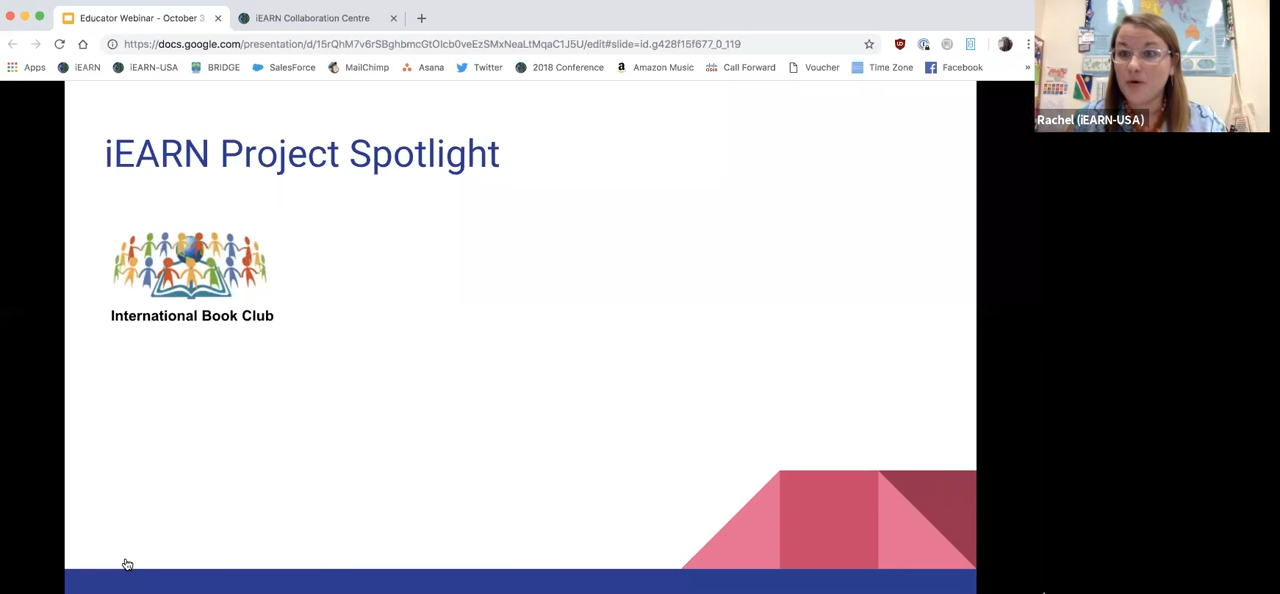 Educator Webinar - October 3,
iEARN Collaboration Centre
https://docs.google.com/presentation/d/15rQhM7v6rSBghbmcGtOlcb0veEzSMxNeaLtMqaC1J5U/edit#slide=id.g428f15f677_0_119
Apps
iEARN
iEARN-USA
BRIDGE
SalesForce
MailChimp
Asana
Twitter
2018 Conference
Amazon Music
Call Forward
Voucher
Time Zone
Facebook
»
Rachel (iEARN-USA)
iEARN Project Spotlight
International Book Club